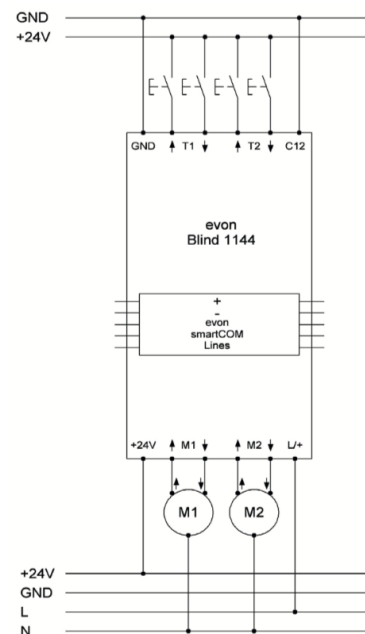 GND
+24V
GND T1 T2 C12
evon
Blind 1144
+
-
evon
smartCOM
Lines
+24V M1 M2 L/+
M1 M2
+24V
GND
L
N